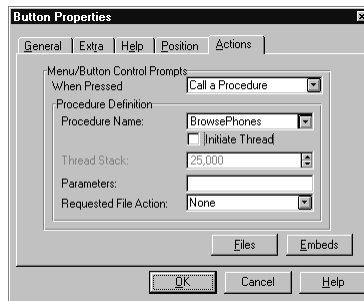 Button Properties
General Extra Help Position Actions
Menu/Button Control Prompts
When Pressed Call a Procedure
Procedure Definition
Procedure Name: BrowsePhones
Initiate Thread
Thread Stack: 25,000
Parameters:
Requested File Action: None
Files Embeds
OK Cancel Help